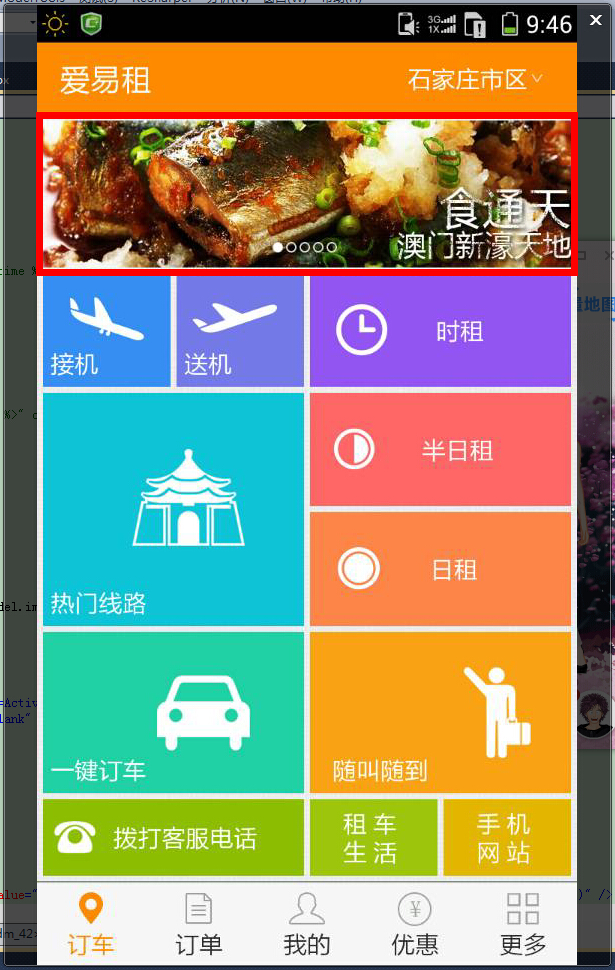 9:46
爱易租
石家庄市区
食通天
澳门新濠天地
接机
送机
时租
半日租
热门线路
日租
一键订车
随叫随到
拨打客服电话
租车
生活
手机
网站
订车
订单
我的
优惠
更多